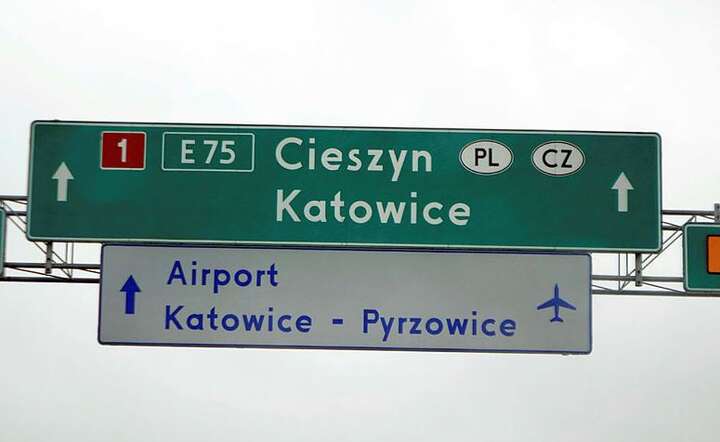 1 E 75 Cieszyn PL CZ
Katowice
Airport
Katowice - Pyrzowice